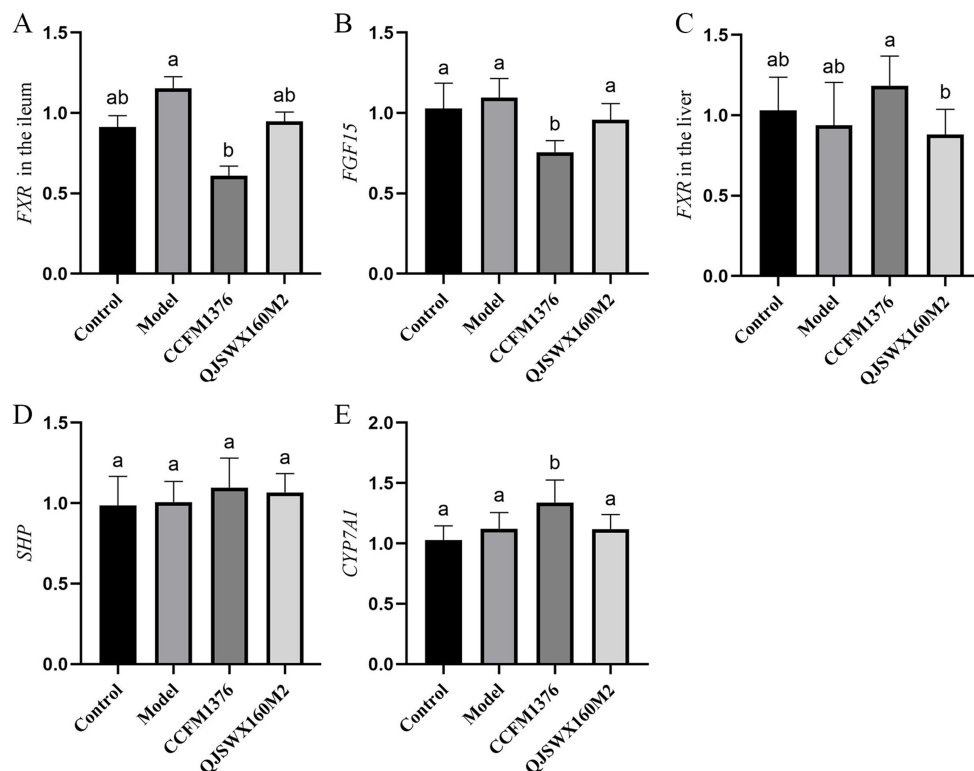 A
FXR in the ileum
1.5
1.0
0.5
0.0
ab
a
b
ab
Control
Model
CCFM1376
QJSWX160M2
B
FGF15
1.5
1.0
0.5
0.0
a
a
b
a
Control
Model
CCFM1376
QJSWX160M2
C
FXR in the liver
1.5
1.0
0.5
0.0
ab
ab
a
b
Control
Model
CCFM1376
QJSWX160M2
D
SHP
1.5
1.0
0.5
0.0
a
a
a
a
Control
Model
CCFM1376
QJSWX160M2
E
CYP7A1
2.0
1.5
1.0
0.5
0.0
a
a
b
a
Control
Model
CCFM1376
QJSWX160M2